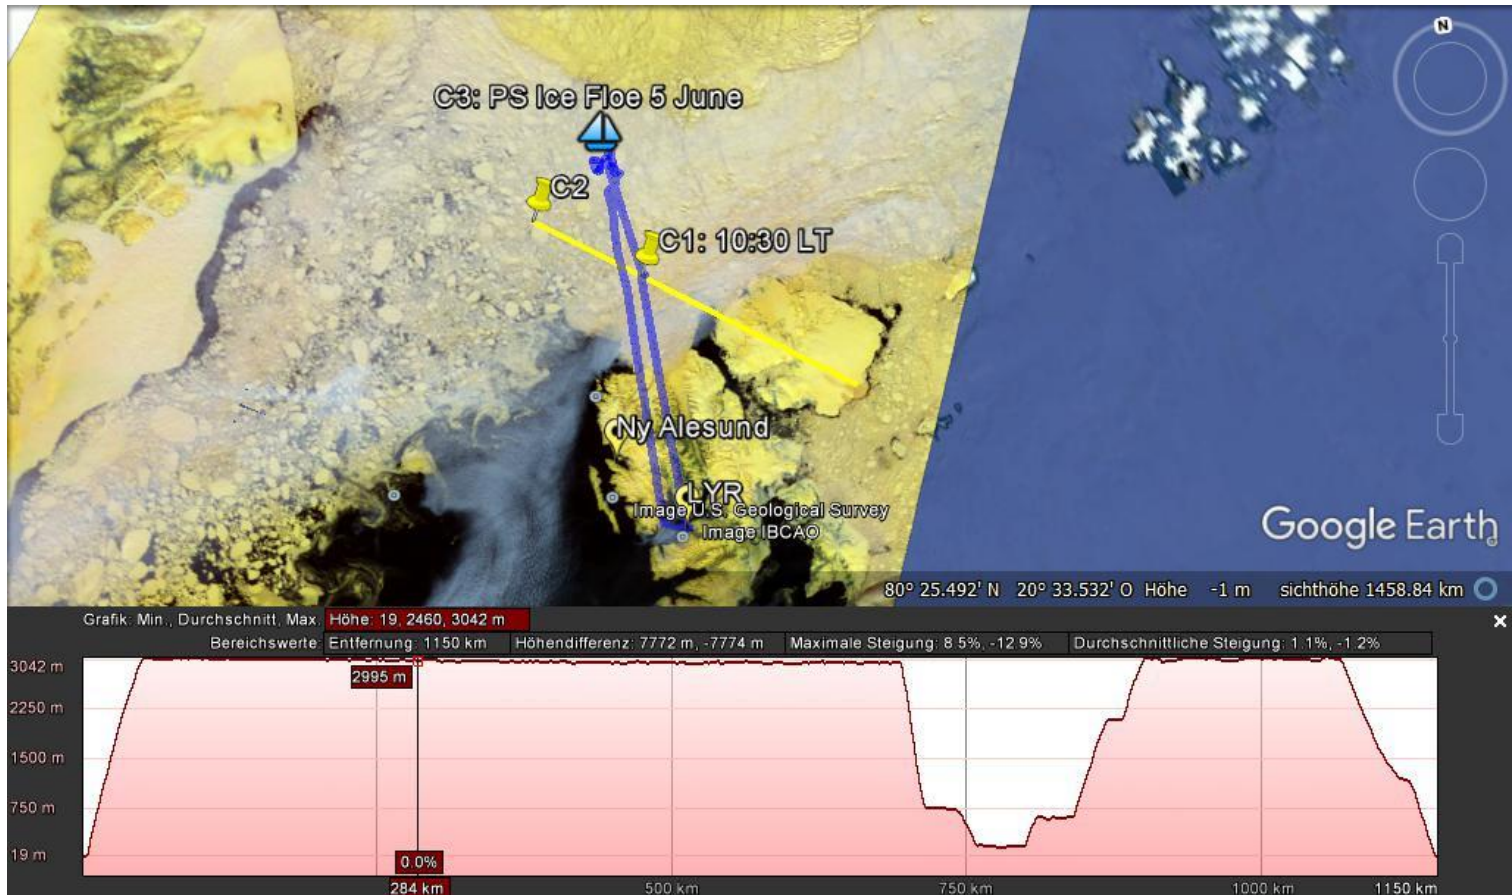 N
C3: PS Ice Floe 5 June
C2
C1: 10:30 LT
Ny Alesund
LYR
Image U.S. Geological Survey
Image IBCAO
Google Earth
80° 25.492' N 20° 33.532' O Höhe -1 m sichthöhe 1458.84 km
Grafik: Min., Durchschnitt, Max. Höhe: 19, 2460, 3042 m
Bereichswerte: Entfernung: 1150 km Höhendifferenz: 7772 m, -7774 m Maximale Steigung: 8.5%, -12.9% Durchschnittliche Steigung: 1.1%, -1.2%
3042 m
2995 m
2250 m
1500 m
750 m
19 m
0.0%
284 km 500 km 750 km 1000 km 1150 km